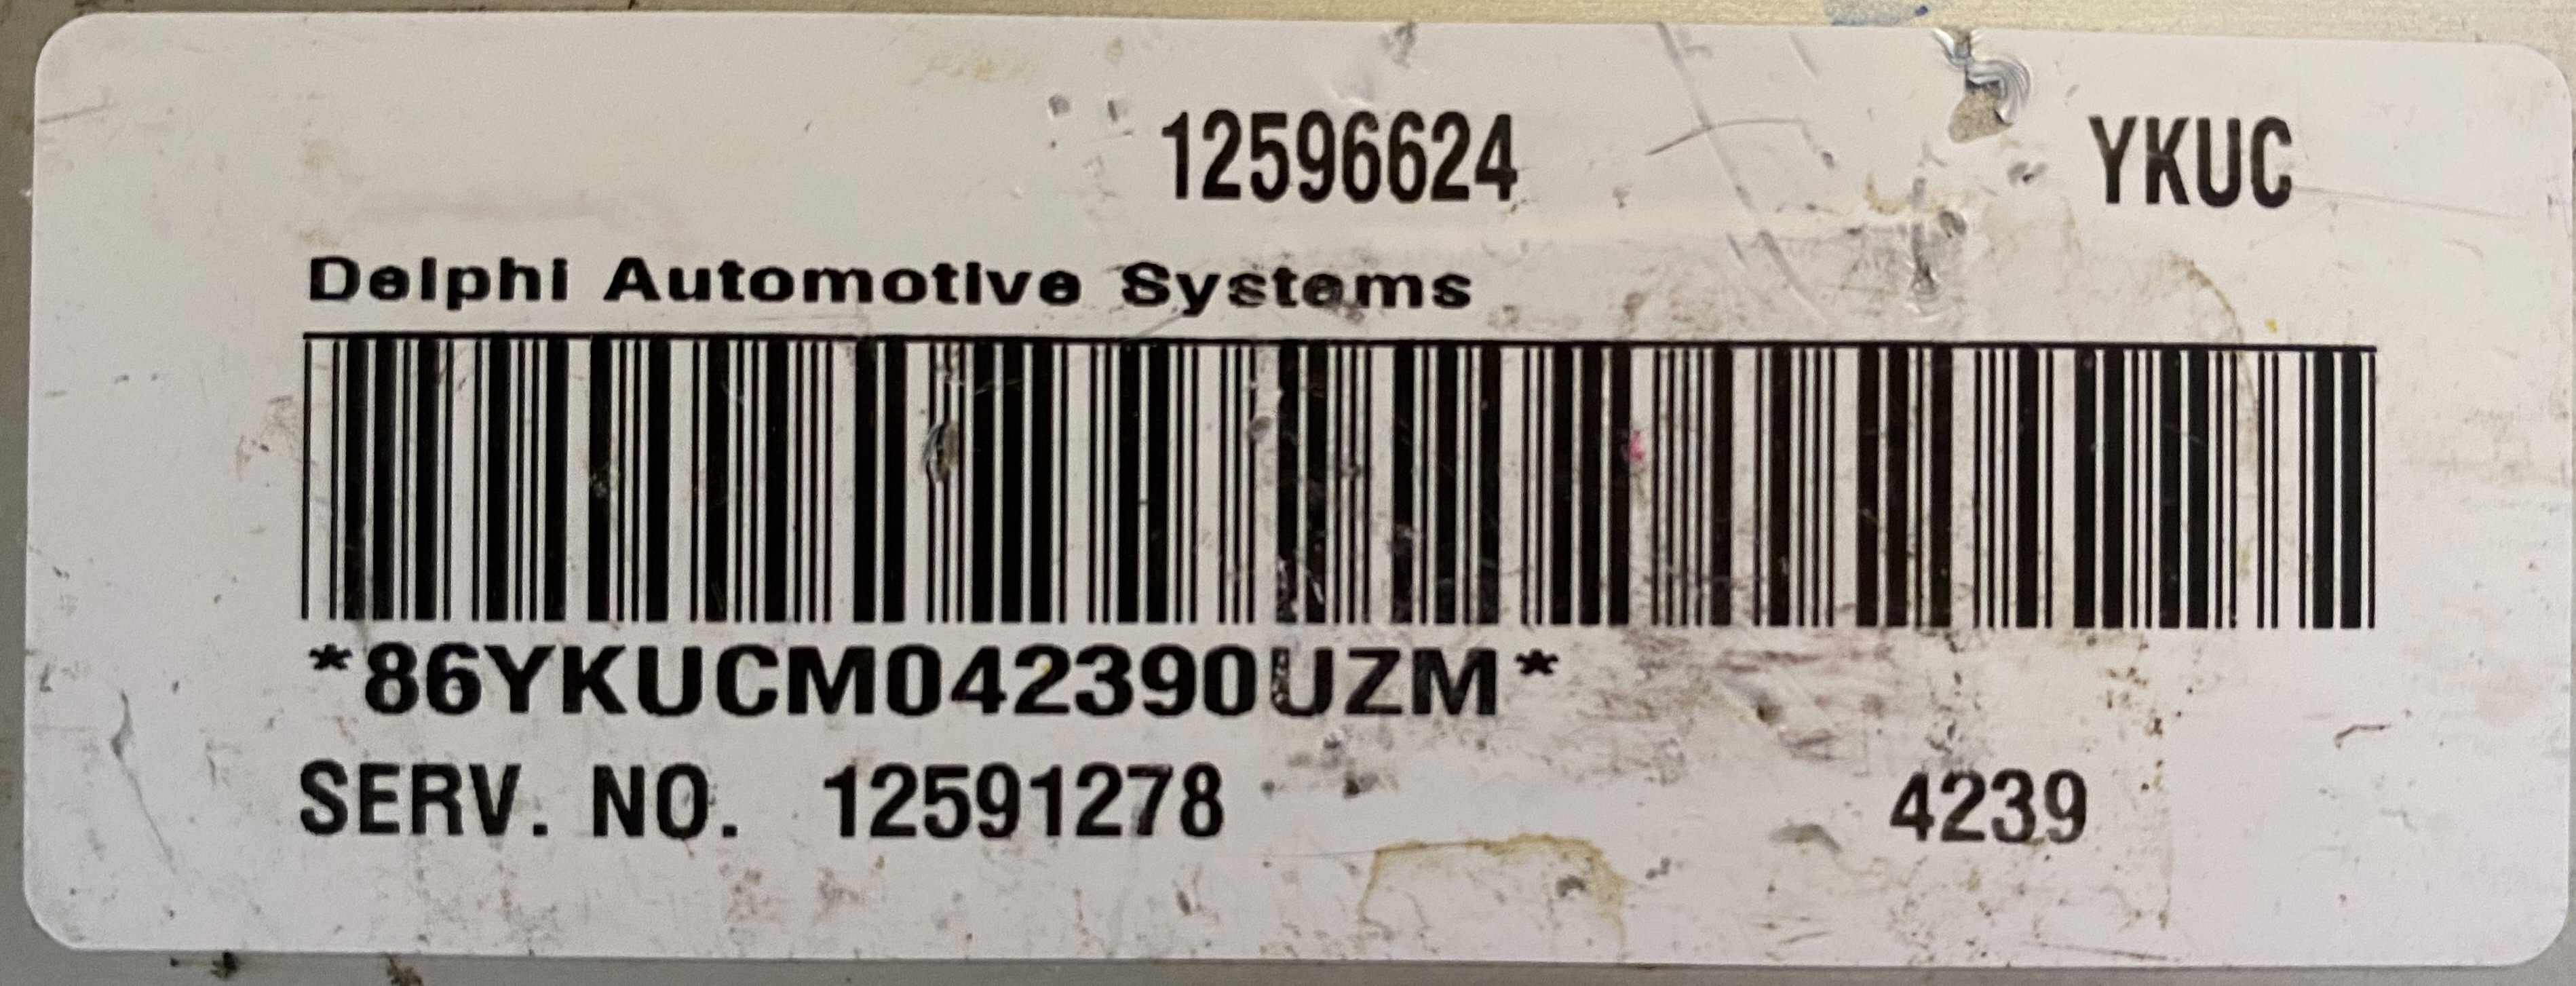 12596624 YKUC
Delphi Automotive Systems
*86YKUCM042390UZM*
SERV. NO. 12591278 4239